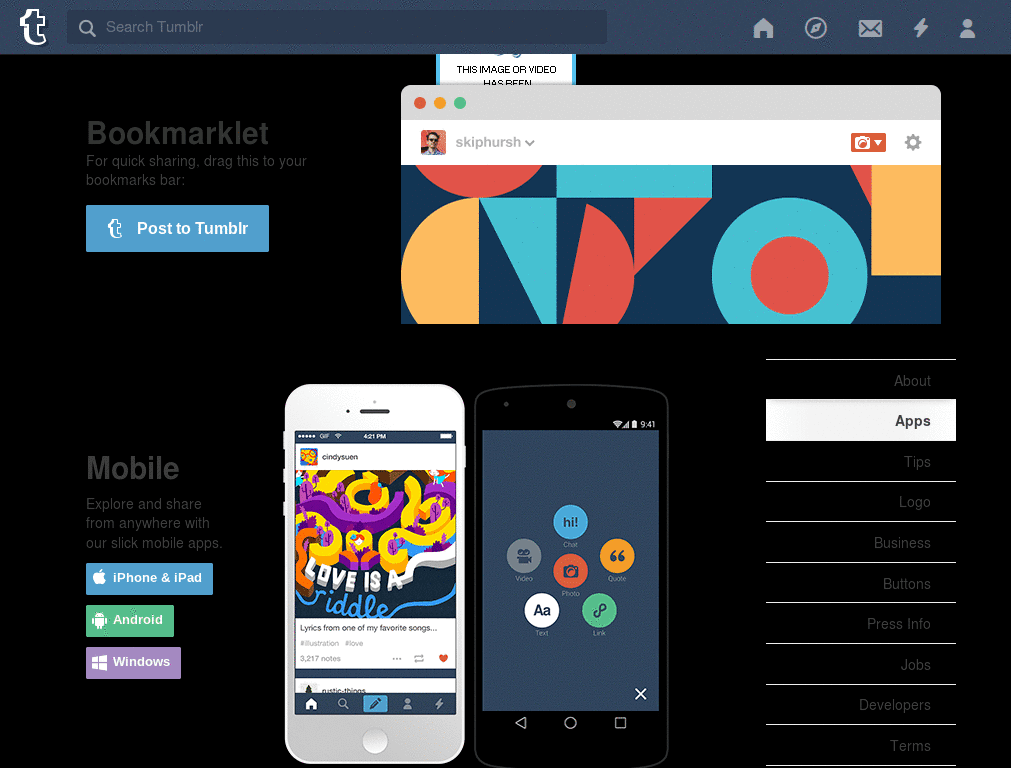 Search Tumblr
THIS IMAGE OR VIDEO
HAS BEEN
Bookmarklet
For quick sharing, drag this to your
bookmarks bar:
Post to Tumblr
skiphursh
About
Apps
Tips
Logo
Business
Buttons
Press Info
Jobs
Developers
Terms
Mobile
Explore and share
from anywhere with
our slick mobile apps.
iPhone & iPad
Android
Windows
GIF
4:21 PM
cindysuen
LOVE IS A
riddle
Lyrics from one of my favorite songs...
#illustration #love
3,217 notes
rustic-things
9:41
hi!
Chat
Video
Quote
Photo
Aa
Text
Link